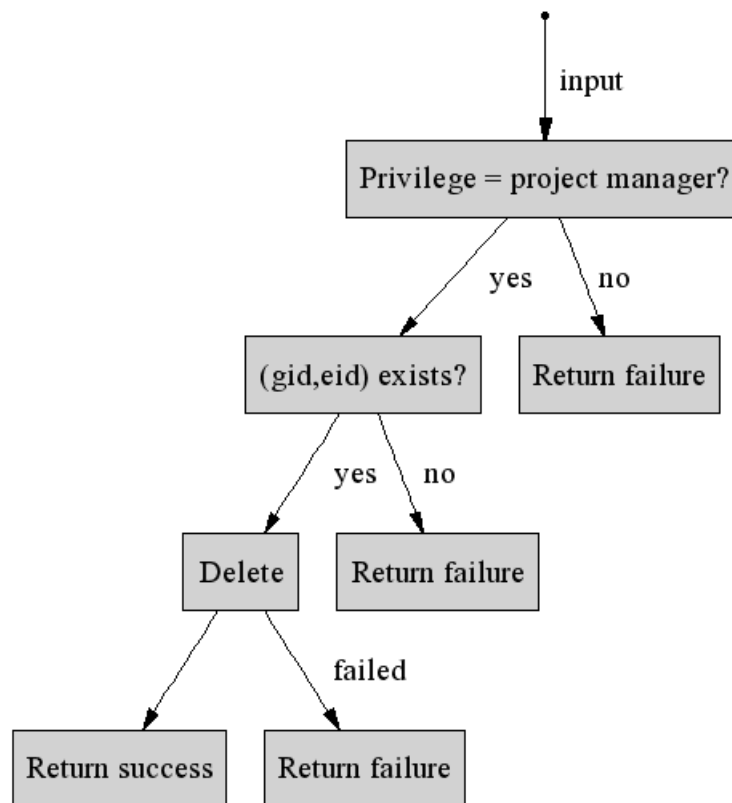 input
Privilege = project manager?
yes
no
(gid,eid) exists?
Return failure
yes
no
Delete
Return failure
failed
Return success
Return failure